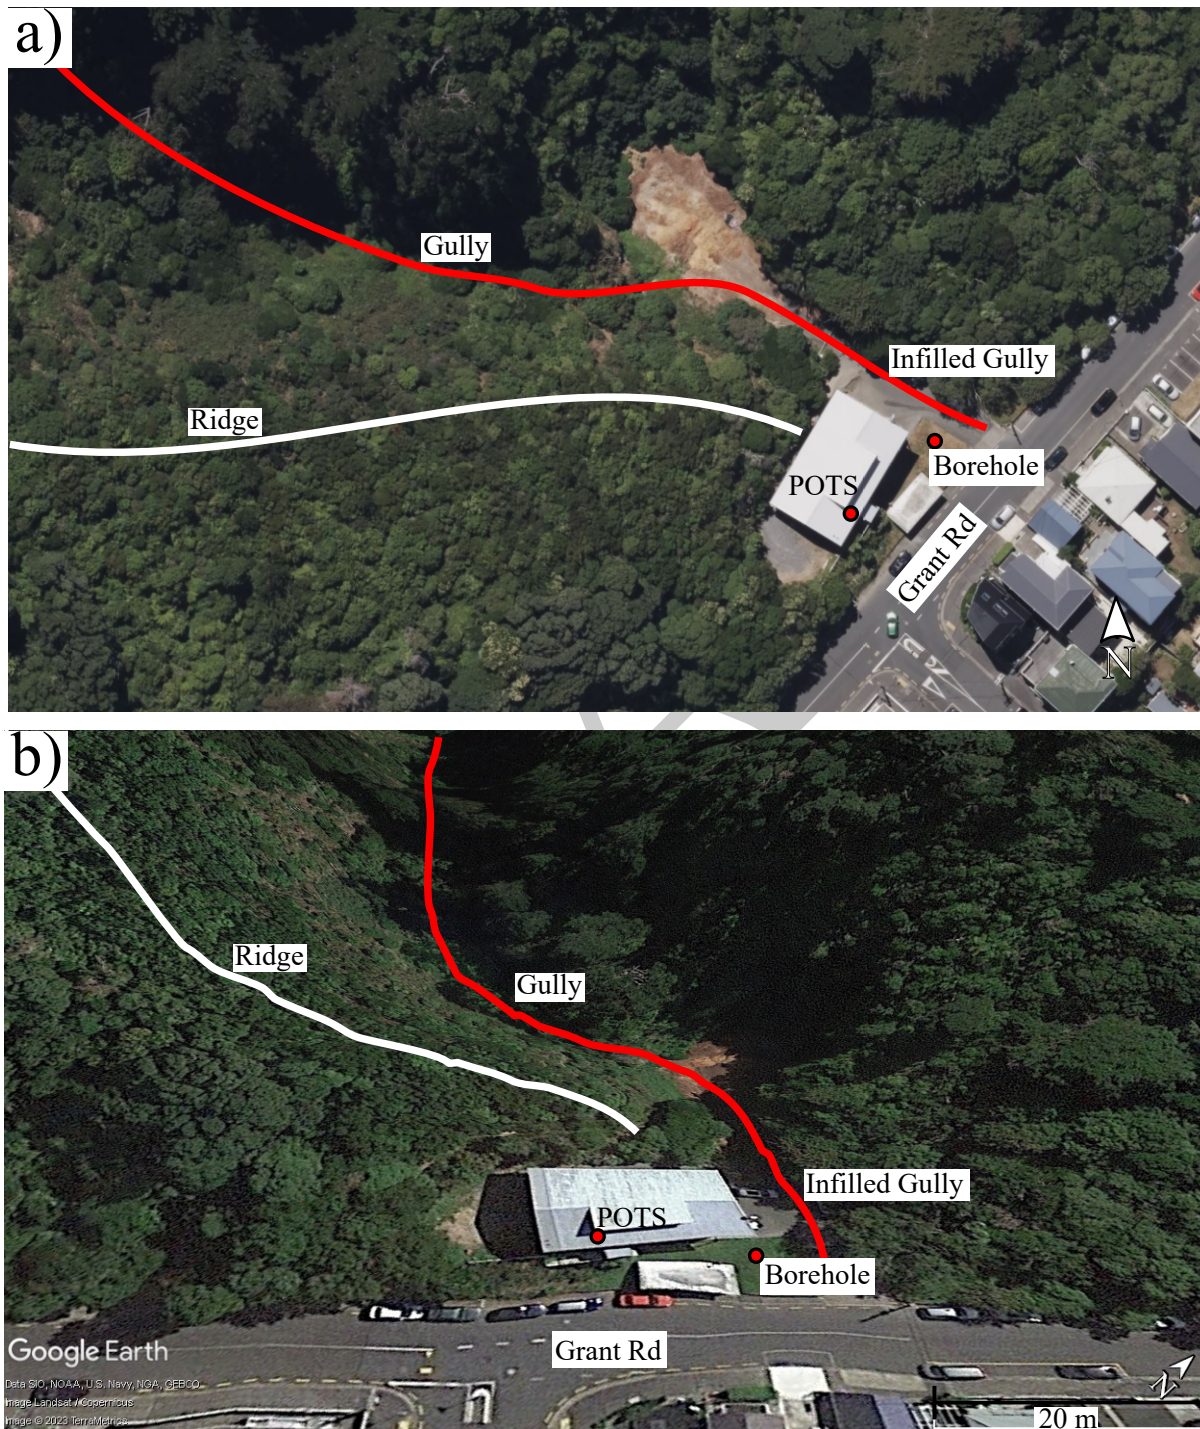 a)
Gully
Infilled Gully
Ridge
Borehole
POTS
Grant Rd
N
b)
Ridge
Gully
Infilled Gully
POTS
Borehole
Grant Rd
Google Earth
Data SIO, NOAA, U.S. Navy, NGA, GEBCO
Image Landsat / Copernicus
Image © 2023 TerraMetrics
N
20 m